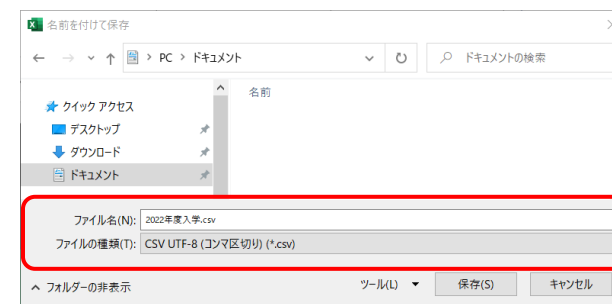 名前を付けて保存
PC > ドキュメント
ドキュメントの検索
名前
クイック アクセス
デスクトップ
ダウンロード
ドキュメント
ファイル名(N): 2022年度入学.csv
ファイルの種類(T): CSV UTF-8 (コンマ区切り) (*.csv)
フォルダーの非表示 ツール(L) 保存(S) キャンセル